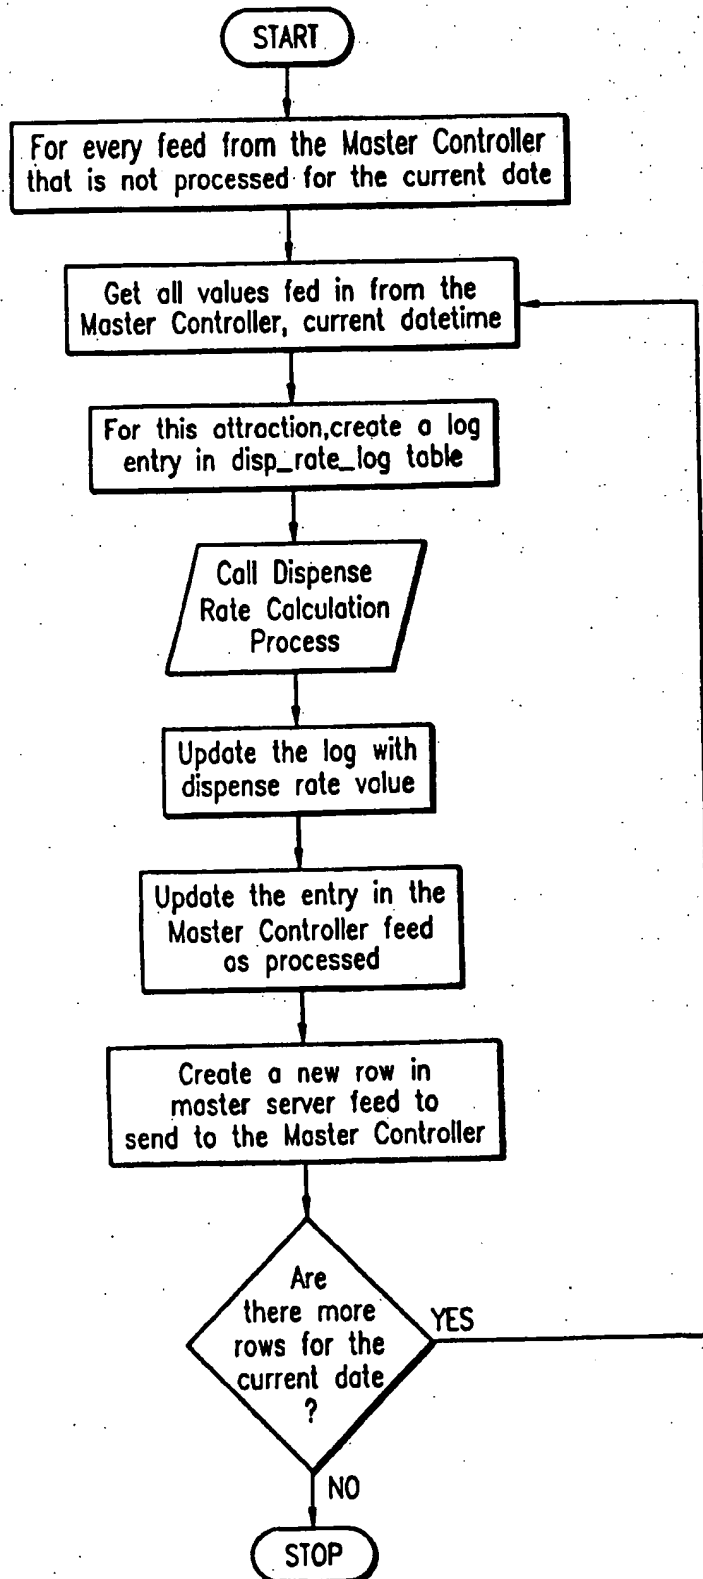 START
For every feed from the Master Controller
that is not processed for the current date
Get all values fed in from the
Master Controller, current datetime
For this attraction,create a log
entry in disp_rate_log table
Call Dispense
Rate Calculation
Process
Update the log with
dispense rate value
Update the entry in the
Master Controller feed
as processed
Create a new row in
master server feed to
send to the Master Controller
Are
there more
rows for the
current date
?
YES
NO
STOP